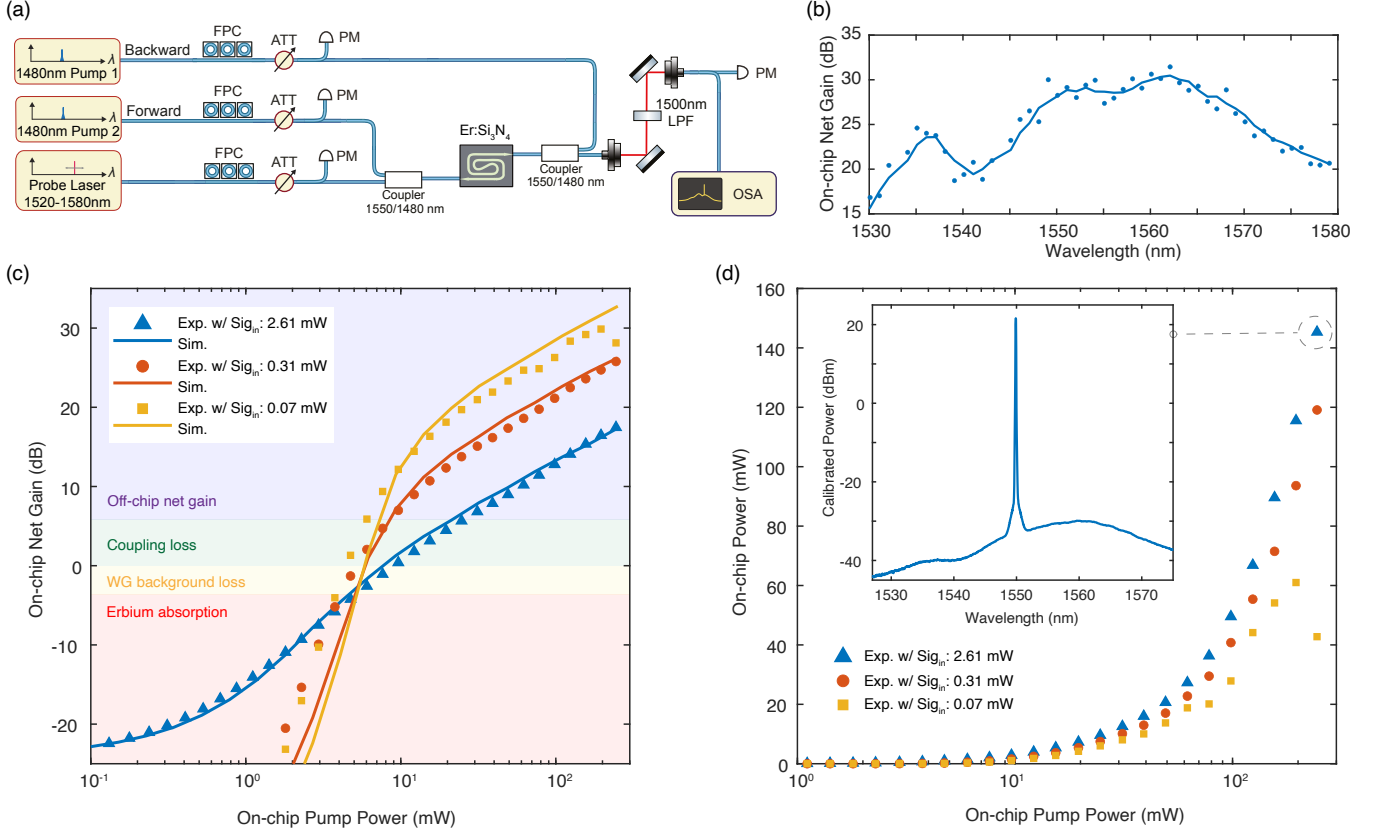 (a)
FPC
ATT
PM
Backward
λ
1480nm Pump 1
FPC
ATT
PM
Forward
λ
1480nm Pump 2
FPC
ATT
PM
λ
Probe Laser
1520-1580nm
Coupler
1550/1480 nm
Er:Si3N4
Coupler
1550/1480 nm
1500nm
LPF
PM
OSA
(b)
On-chip Net Gain (dB)
35
30
25
20
15
1530
1540
1550
1560
1570
1580
Wavelength (nm)
(c)
On-chip Net Gain (dB)
30
20
10
0
-10
-20
Exp. w/ Sigin: 2.61 mW
Sim.
Exp. w/ Sigin: 0.31 mW
Sim.
Exp. w/ Sigin: 0.07 mW
Sim.
Off-chip net gain
Coupling loss
WG background loss
Erbium absorption
10-1
100
101
102
On-chip Pump Power (mW)
(d)
On-chip Power (mW)
160
140
120
100
80
60
40
20
0
Calibrated Power (dBm)
20
0
-20
-40
1530
1540
1550
1560
1570
Wavelength (nm)
Exp. w/ Sigin: 2.61 mW
Exp. w/ Sigin: 0.31 mW
Exp. w/ Sigin: 0.07 mW
100
101
102
On-chip Pump Power (mW)